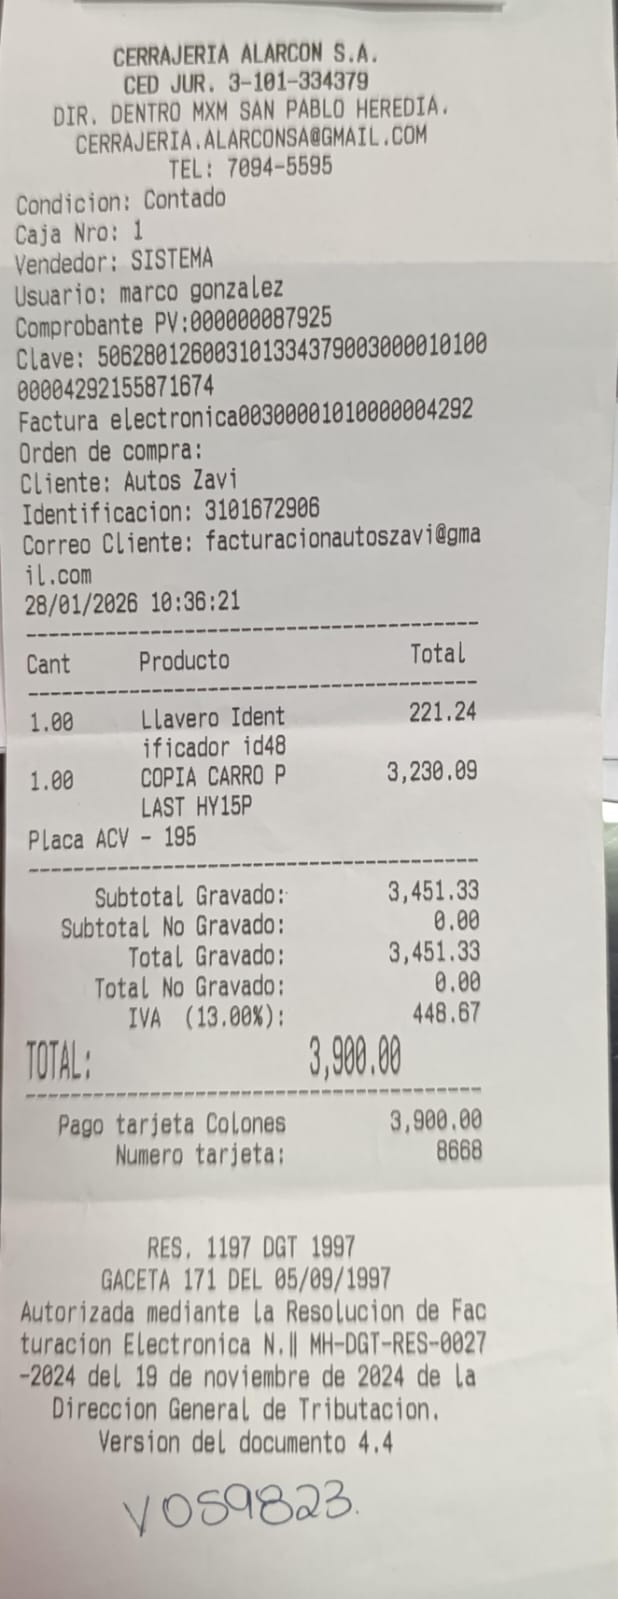 CERRAJERIA ALARCON S.A.
CED JUR. 3-101-334379
DIR. DENTRO MXM SAN PABLO HEREDIA.
CERRAJERIA.ALARCONSA@GMAIL.COM
TEL: 7094-5595
Condicion: Contado
Caja Nro: 1
Vendedor: SISTEMA
Usuario: marco gonzalez
Comprobante PV:000000087925
Clave: 506280126003101334379003000010100
00004292155871674
Factura electronica00300001010000004292
Orden de compra:
Cliente: Autos Zavi
Identificacion: 3101672906
Correo Cliente: facturacionautoszavi@gma
il.com
28/01/2026 10:36:21
Cant Producto Total
1.00 Llavero Ident 221.24
ificador id48
1.00 COPIA CARRO P 3,230.09
LAST HY15P
Placa ACV - 195
Subtotal Gravado: 3,451.33
Subtotal No Gravado: 0.00
Total Gravado: 3,451.33
Total No Gravado: 0.00
IVA (13.00%): 448.67
TOTAL: 3,900.00
Pago tarjeta Colones 3,900.00
Numero tarjeta: 8668
RES. 1197 DGT 1997
GACETA 171 DEL 05/09/1997
Autorizada mediante la Resolucion de Fac
turacion Electronica N.║ MH-DGT-RES-0027
-2024 del 19 de noviembre de 2024 de la
Direccion General de Tributacion.
Version del documento 4.4
V059823.